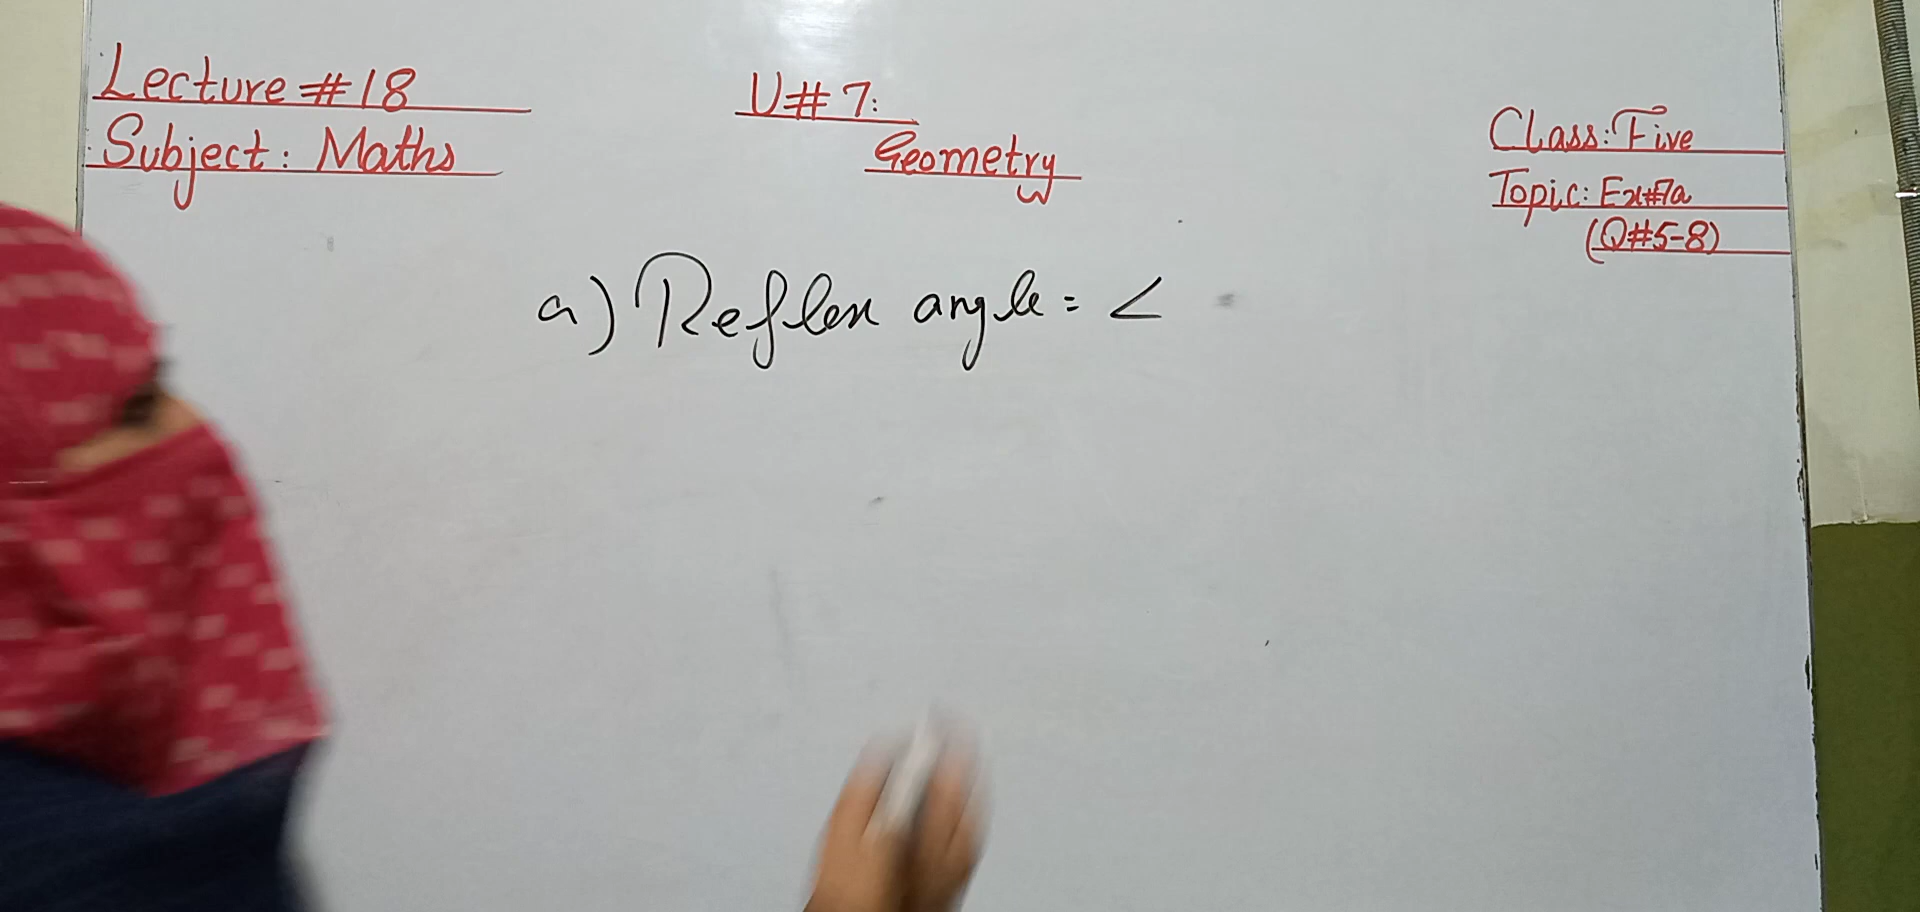 Lecture #18
Subject: Maths
U#7:
Geometry
Class: Five
Topic: Ex#7a
(Q#5-8)
a) Reflex angle = ∠